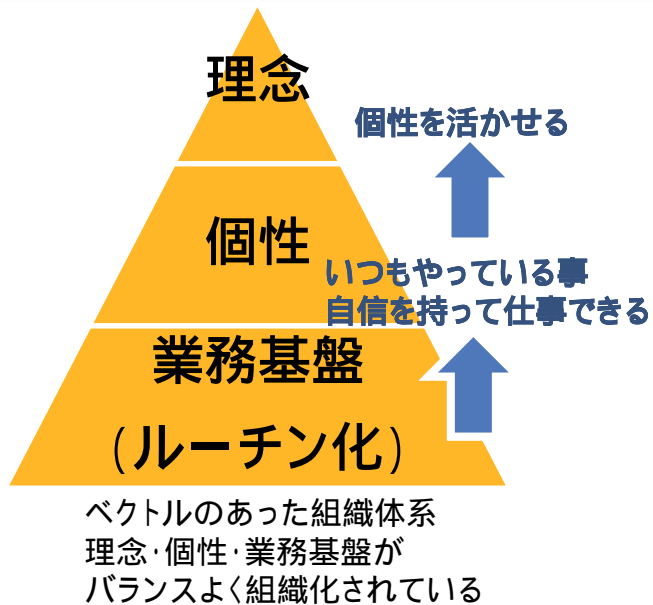 理念
個性を活かせる
個性
いつもやっている事
自信を持って仕事できる
業務基盤
(ルーチン化)
ベクトルのあった組織体系
理念・個性・業務基盤が
バランスよく組織化されている